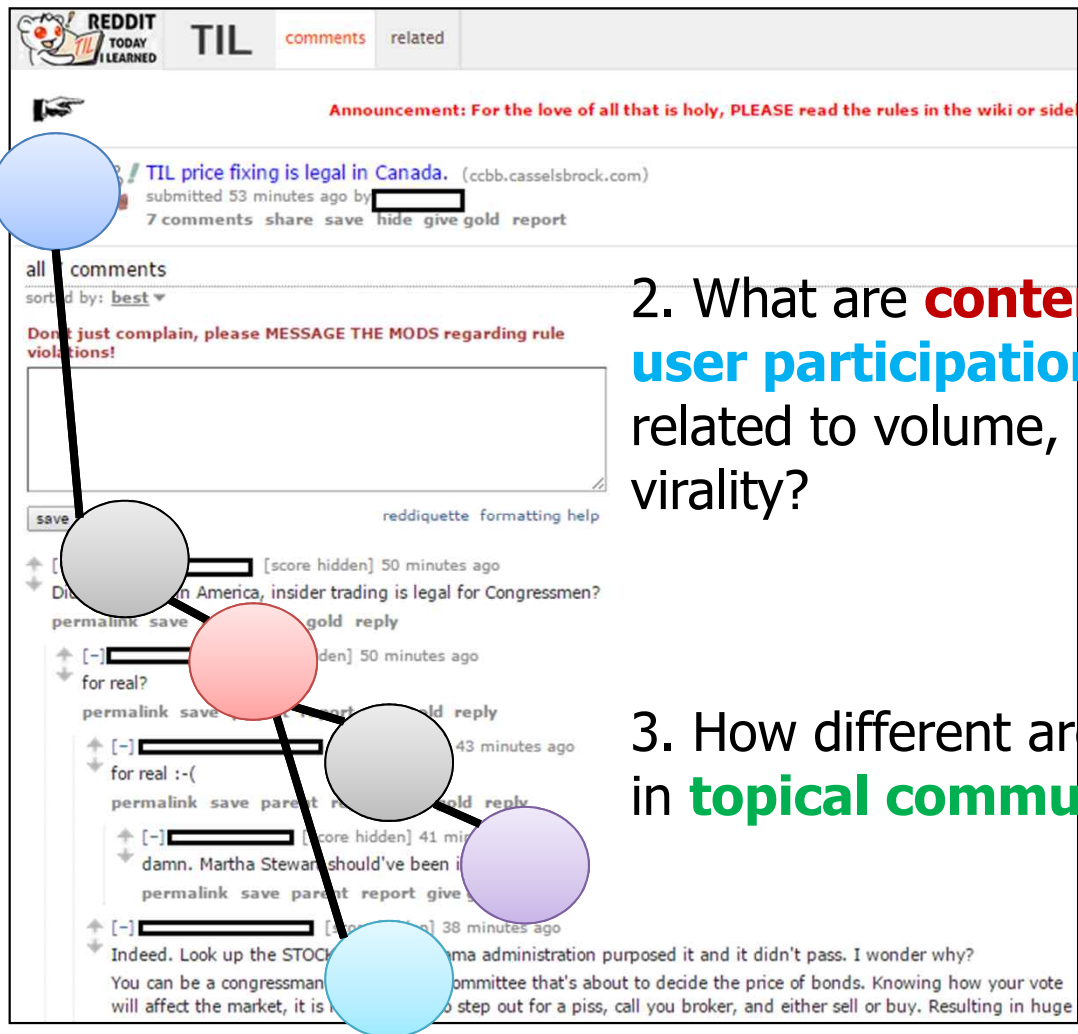 REDDIT
TODAY
I LEARNED
TIL
TIL comments related
Announcement: For the love of all that is holy, PLEASE read the rules in the wiki or
TIL price fixing is legal in Canada. (ccbb.casselsbrock.com)
submitted 53 minutes ago by
7 comments share save hide give gold report
all comments
sorted by: best
Don't just complain, please MESSAGE THE MODS regarding rule
violations!
save
reddiquette formatting help
[score hidden] 50 minutes ago
in America, insider trading is legal for Congressmen?
permalink save gold reply
[-] 50 minutes ago
for real?
permalink save report reply
[-] 43 minutes ago
for real :-(
permalink save parent gold reply
[-] [score hidden] 41
damn. Martha Stewart should've been
permalink save parent report give
[-] 38 minutes ago
Indeed. Look up the STOCK administration purposed it and it didn't pass. I wonder why?
You can be a congressman committee that's about to decide the price of bonds. Knowing how your vote
will affect the market, it is step out for a piss, call you broker, and either sell or buy. Resulting in huge
2. What are
user
related to volume,
virality?
3. How different
in topical